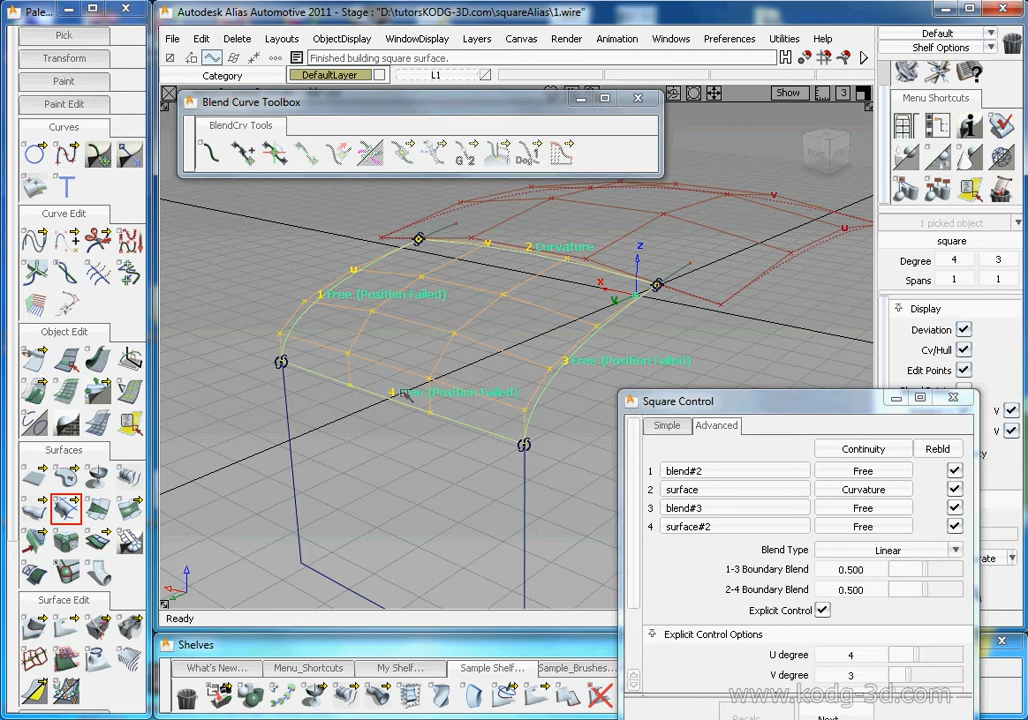 Pale...
Autodesk Alias Automotive 2011 - Stage : "D:\tutorsKODG-3D.com\squareAlias\1.wire"
File Edit Delete Layouts ObjectDisplay WindowDisplay Layers Canvas Render Animation Windows Preferences Utilities
Finished building square surface.
Category DefaultLayer L1
Default
Shelf Options
Pick
Transform
Paint
Paint Edit
Curves
Curve Edit
Object Edit
Surfaces
Surface Edit
Blend Curve Toolbox
BlendCrv Tools
G 2
Dog!
Show
3
Menu Shortcuts
1 picked object
square
Degree 4 3
Spans 1 1
Display
Deviation
Cv/Hull
Edit Points
V
V
v
u
z
x
y
2 Curvature
v
u
1 Free (Position Failed)
3 Free (Position Failed)
4 Free (Position Failed)
Square Control
Simple Advanced
Continuity Rebld
1 blend#2 Free
2 surface Curvature
3 blend#3 Free
4 surface#2 Free
Blend Type Linear
1-3 Boundary Blend 0.500
2-4 Boundary Blend 0.500
Explicit Control
Explicit Control Options
U degree 4
V degree 3
Recalc Next
Ready
Shelves
What's New... Menu_Shortcuts My Shelf... Sample Shelf... Sample_Brushes...
www.kodg-3d.com